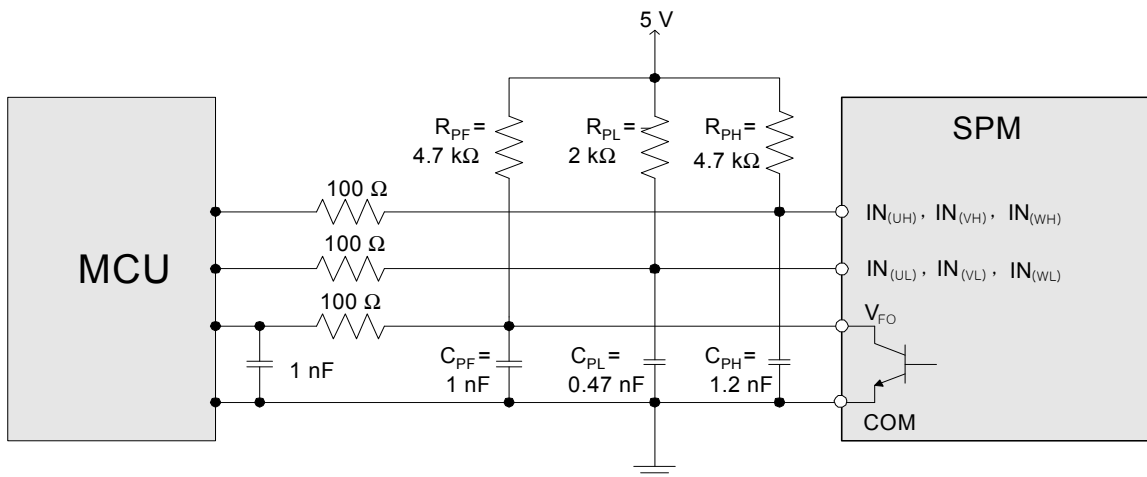 5 V
R_PF=
4.7 kΩ
R_PL=
2 kΩ
R_PH=
4.7 kΩ
SPM
100 Ω
IN(UH), IN(VH), IN(WH)
100 Ω
MCU
IN(UL), IN(VL), IN(WL)
100 Ω
V_FO
1 nF
C_PF=
1 nF
C_PL=
0.47 nF
C_PH=
1.2 nF
COM